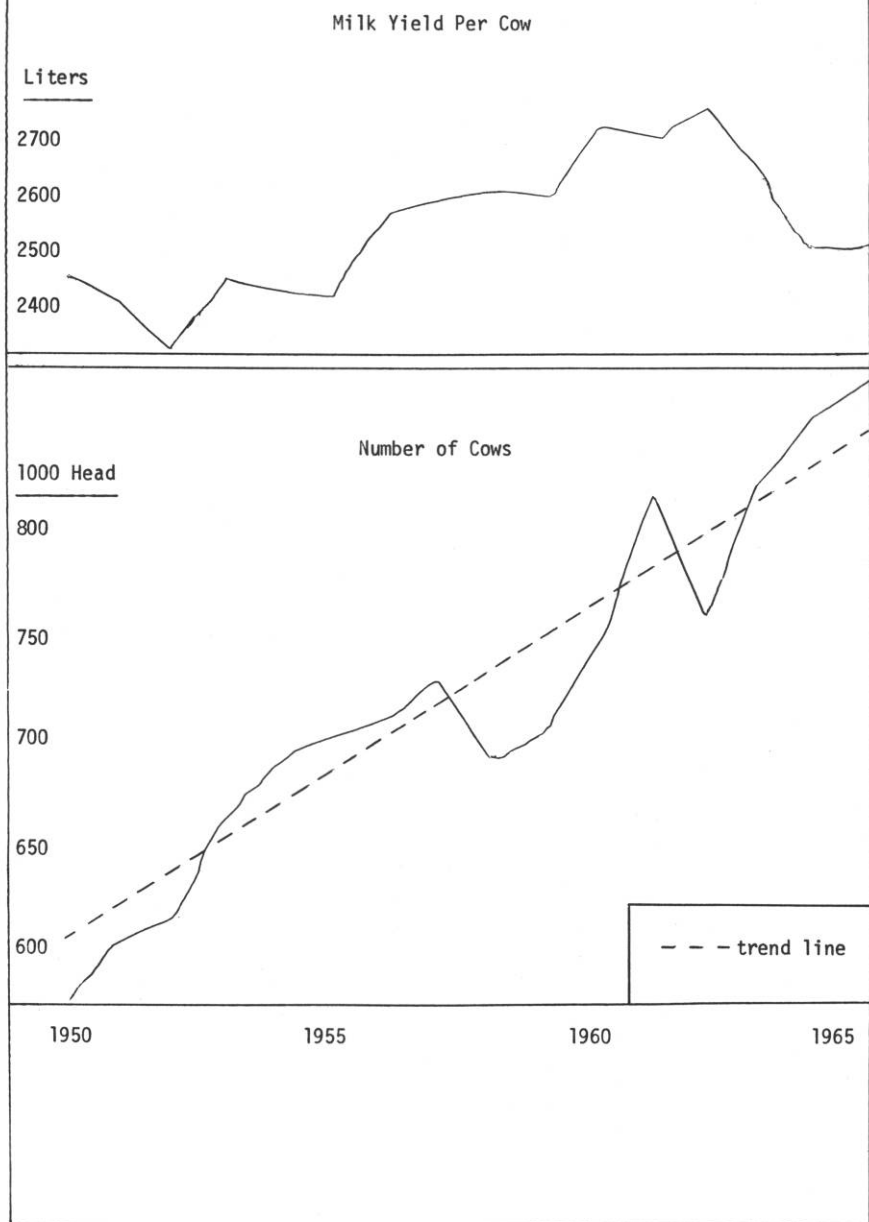 Milk Yield Per Cow
Liters
2700
2600
2500
2400
Number of Cows
1000 Head
800
750
700
650
600
- - - trend line
1950 1955 1960 1965